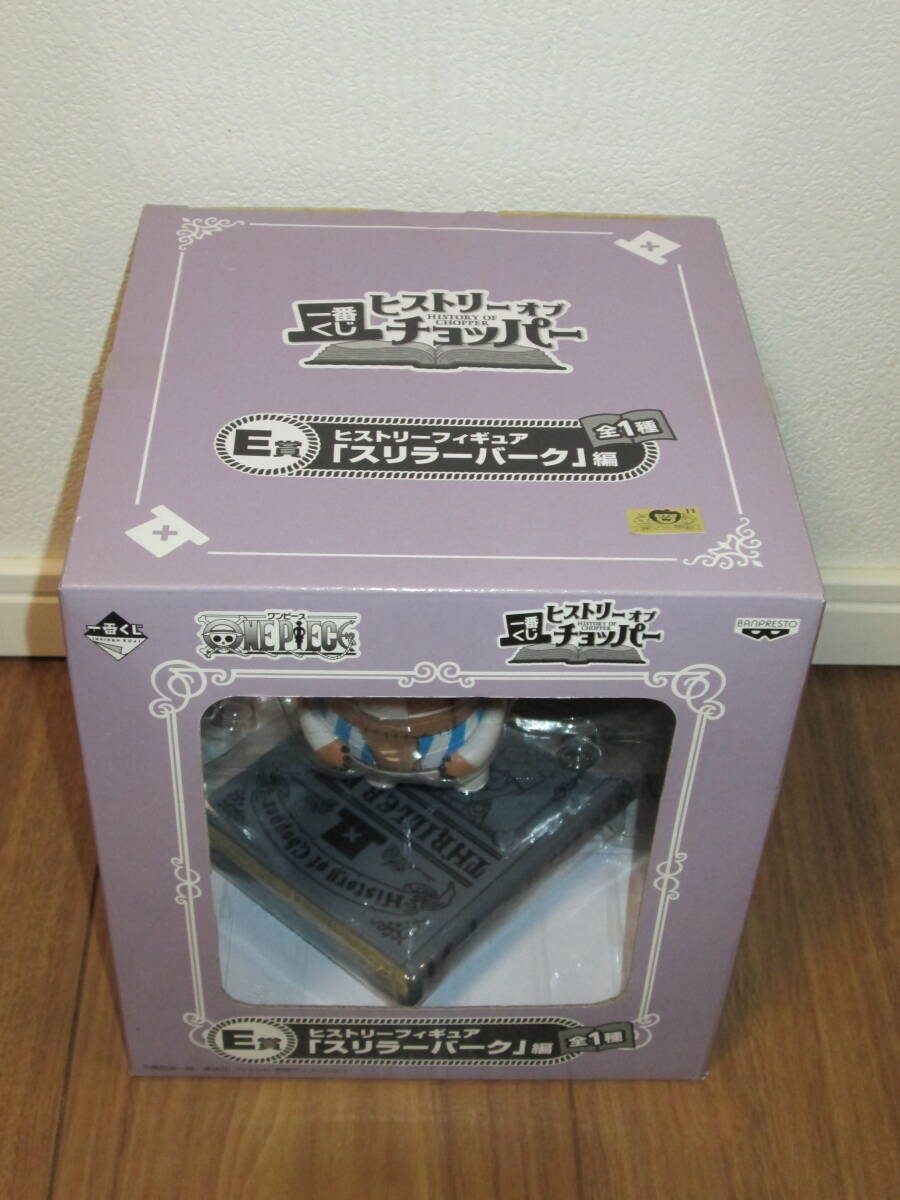 一番くじ
ヒストリーオブ
HISTORY OF
CHOPPER
チョッパー
E賞
ヒストリーフィギュア
「スリラーバーク」編
全1種
一番くじ
ICHIBAN KUJI
ワンピース
ONE PIECE
一番くじ
ヒストリーオブ
HISTORY OF
CHOPPER
チョッパー
BANPRESTO
History of Chopper
E賞
ヒストリーフィギュア
「スリラーバーク」編
全1種